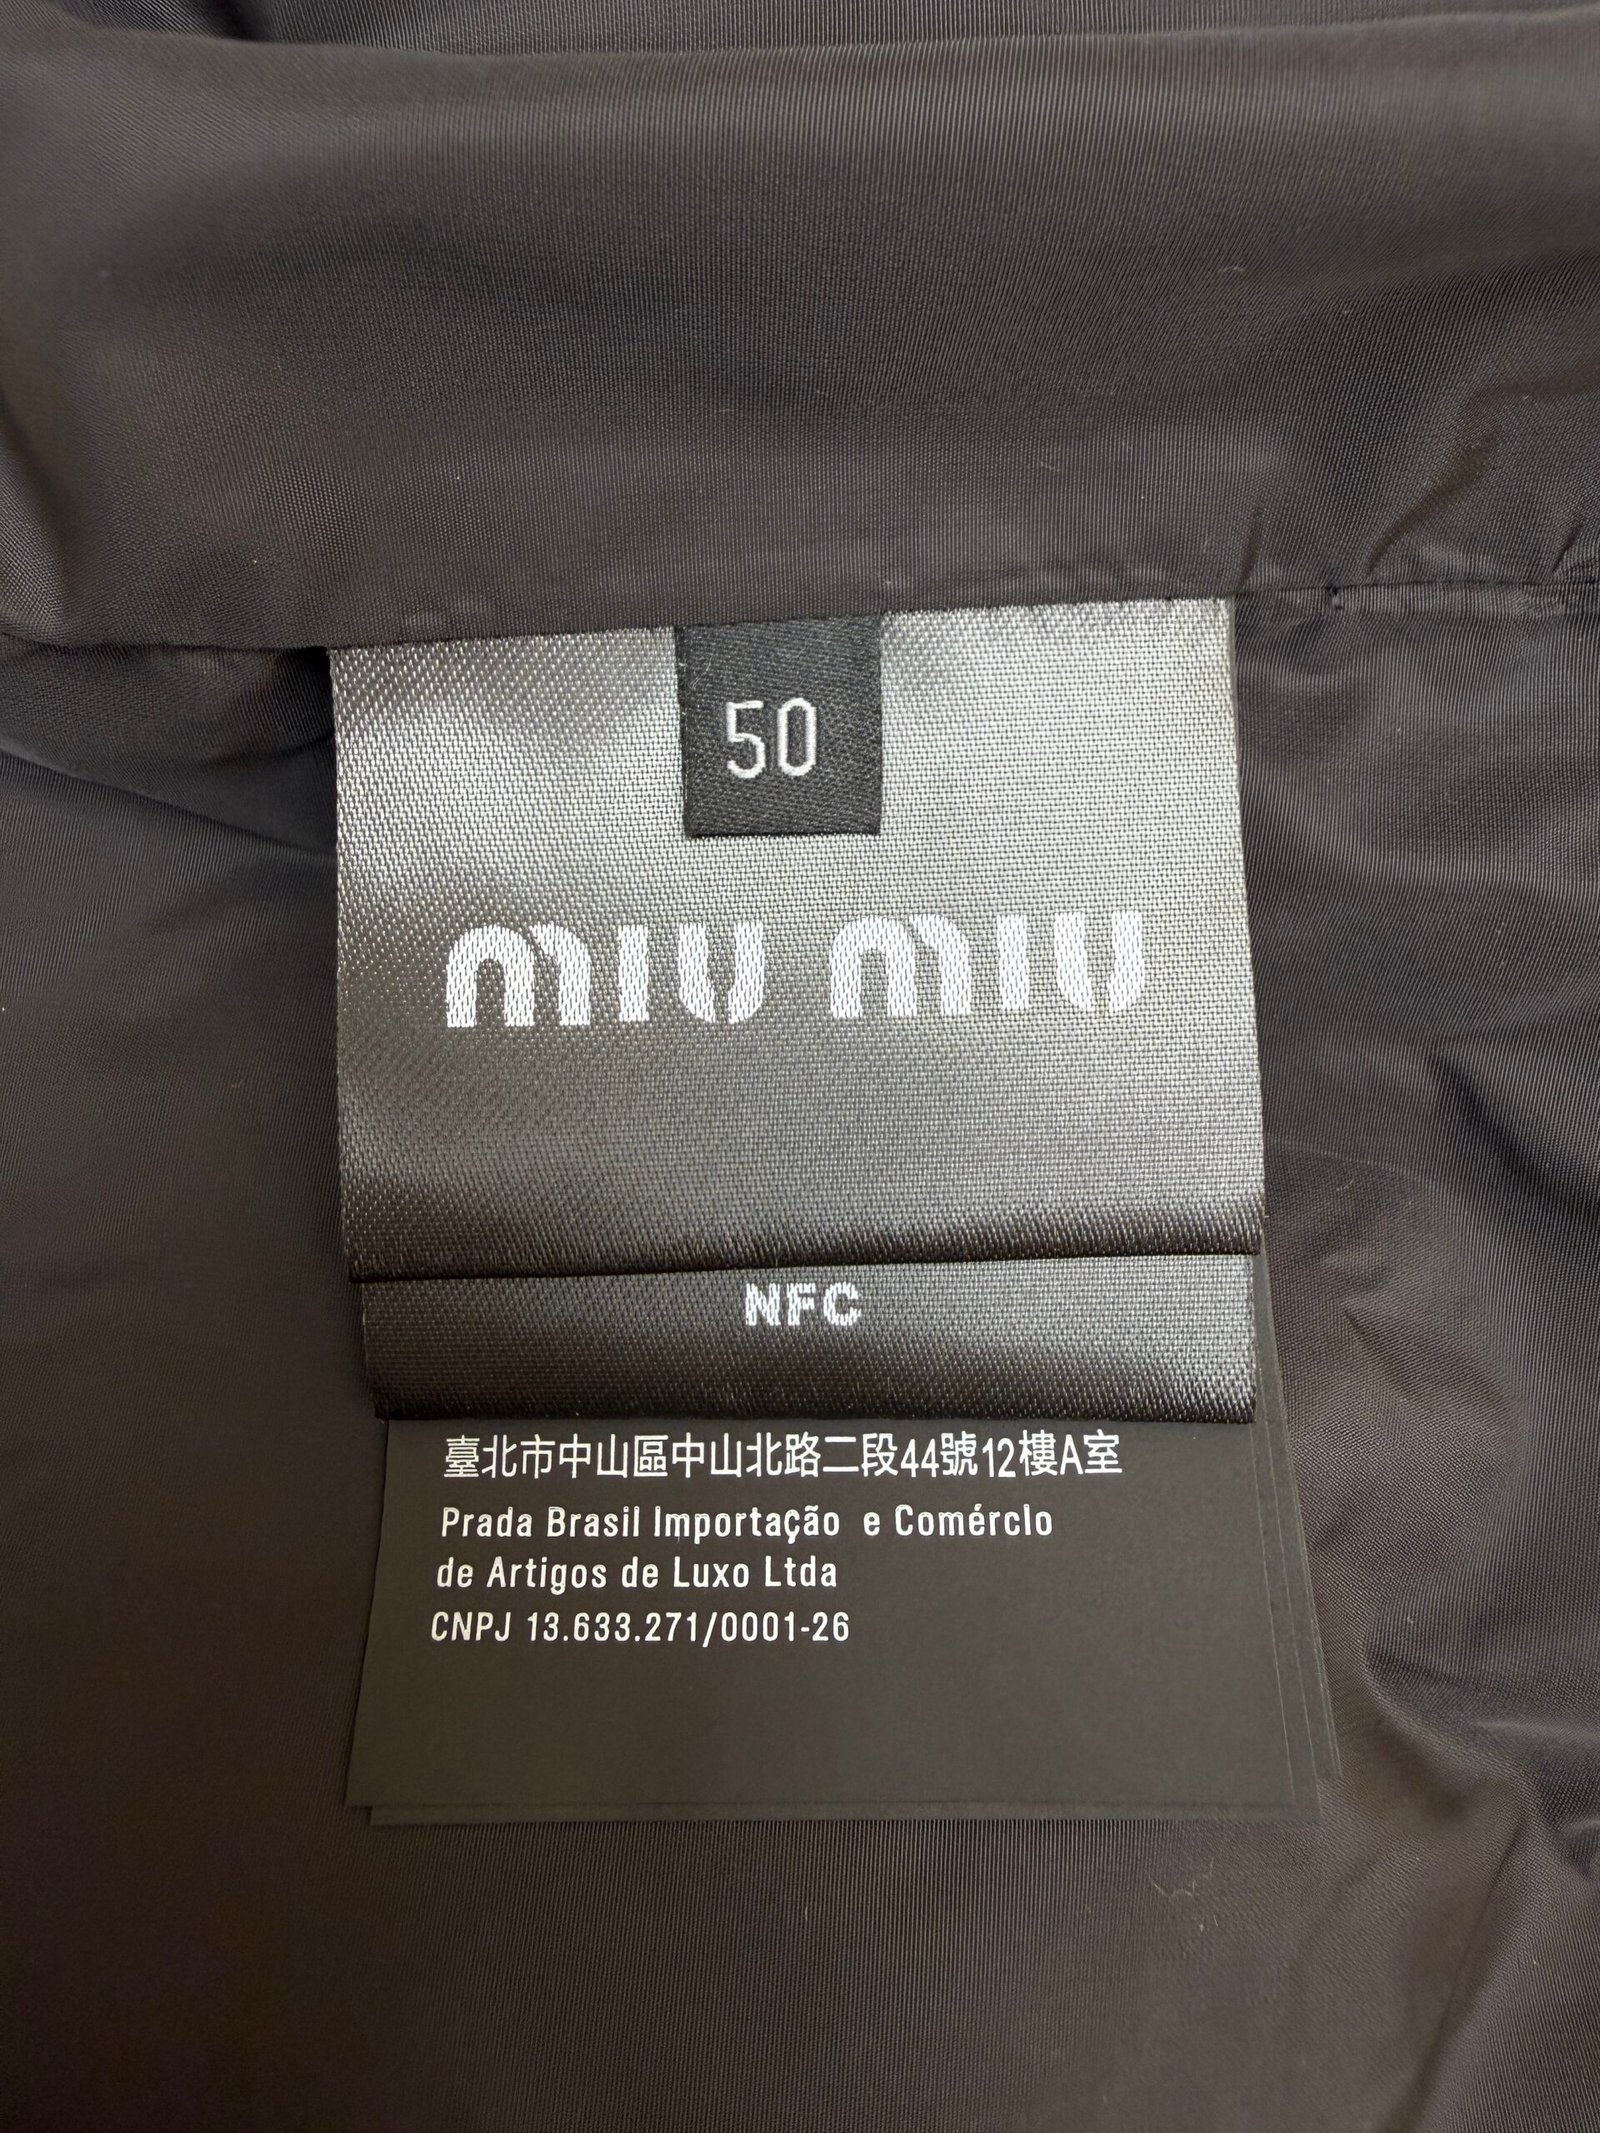 50
miu miu
NFC
臺北市中山區中山北路二段44號12樓A室
Prada Brasil Importação e Comércio
de Artigos de Luxo Ltda
CNPJ 13.633.271/0001-26